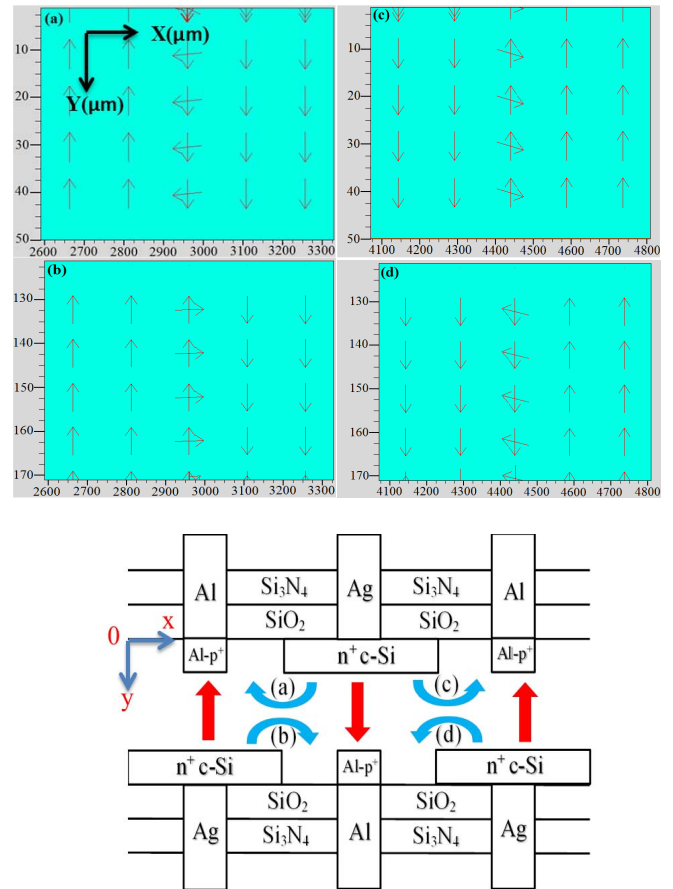 (a)
X(μm)
Y(μm)
10
20
30
40
50
2600 2700 2800 2900 3000 3100 3200 3300
(c)
10
20
30
40
50
4100 4200 4300 4400 4500 4600 4700 4800
(b)
130
140
150
160
170
2600 2700 2800 2900 3000 3100 3200 3300
(d)
130
140
150
160
170
4100 4200 4300 4400 4500 4600 4700 4800
Al Si₃N₄ Ag Si₃N₄ Al
SiO₂ SiO₂
0 x
Al-p⁺ n⁺ c-Si Al-p⁺
y
(a) (c)
(b) (d)
n⁺ c-Si Al-p⁺ n⁺ c-Si
SiO₂ SiO₂
Ag Si₃N₄ Al Si₃N₄ Ag